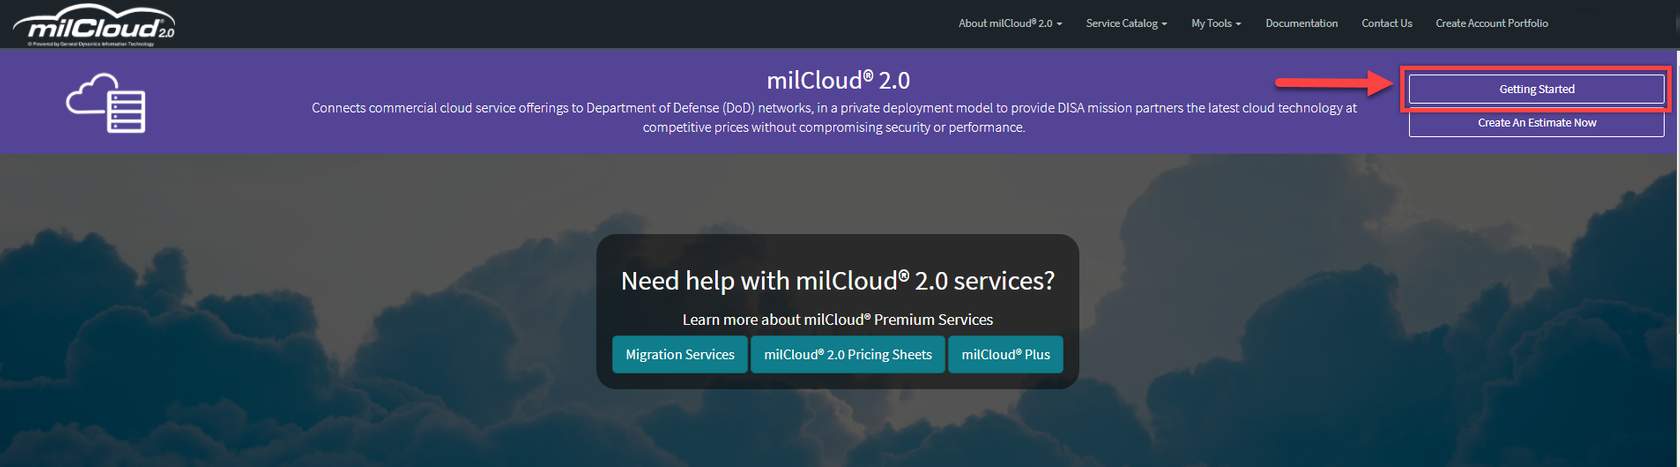 milCloud® 2.0
© Powered by General Dynamics Information Technology
About milCloud® 2.0
Service Catalog
My Tools
Documentation
Contact Us
Create Account Portfolio
milCloud® 2.0
Connects commercial cloud service offerings to Department of Defense (DoD) networks, in a private deployment model to provide DISA mission partners the latest cloud technology at
competitive prices without compromising security or performance.
Getting Started
Create An Estimate Now
Need help with milCloud® 2.0 services?
Learn more about milCloud® Premium Services
Migration Services
milCloud® 2.0 Pricing Sheets
milCloud® Plus